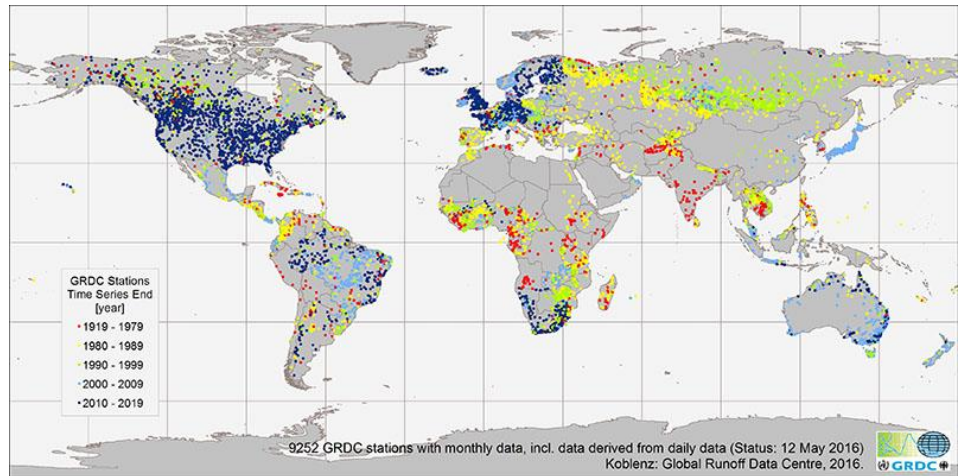 GRDC Stations
Time Series End
[year]
1919 - 1979
1980 - 1989
1990 - 1999
2000 - 2009
2010 - 2019
9252 GRDC stations with monthly data, incl. data derived from daily data (Status: 12 May 2016)
Koblenz: Global Runoff Data Centre, 2016.
GRDC